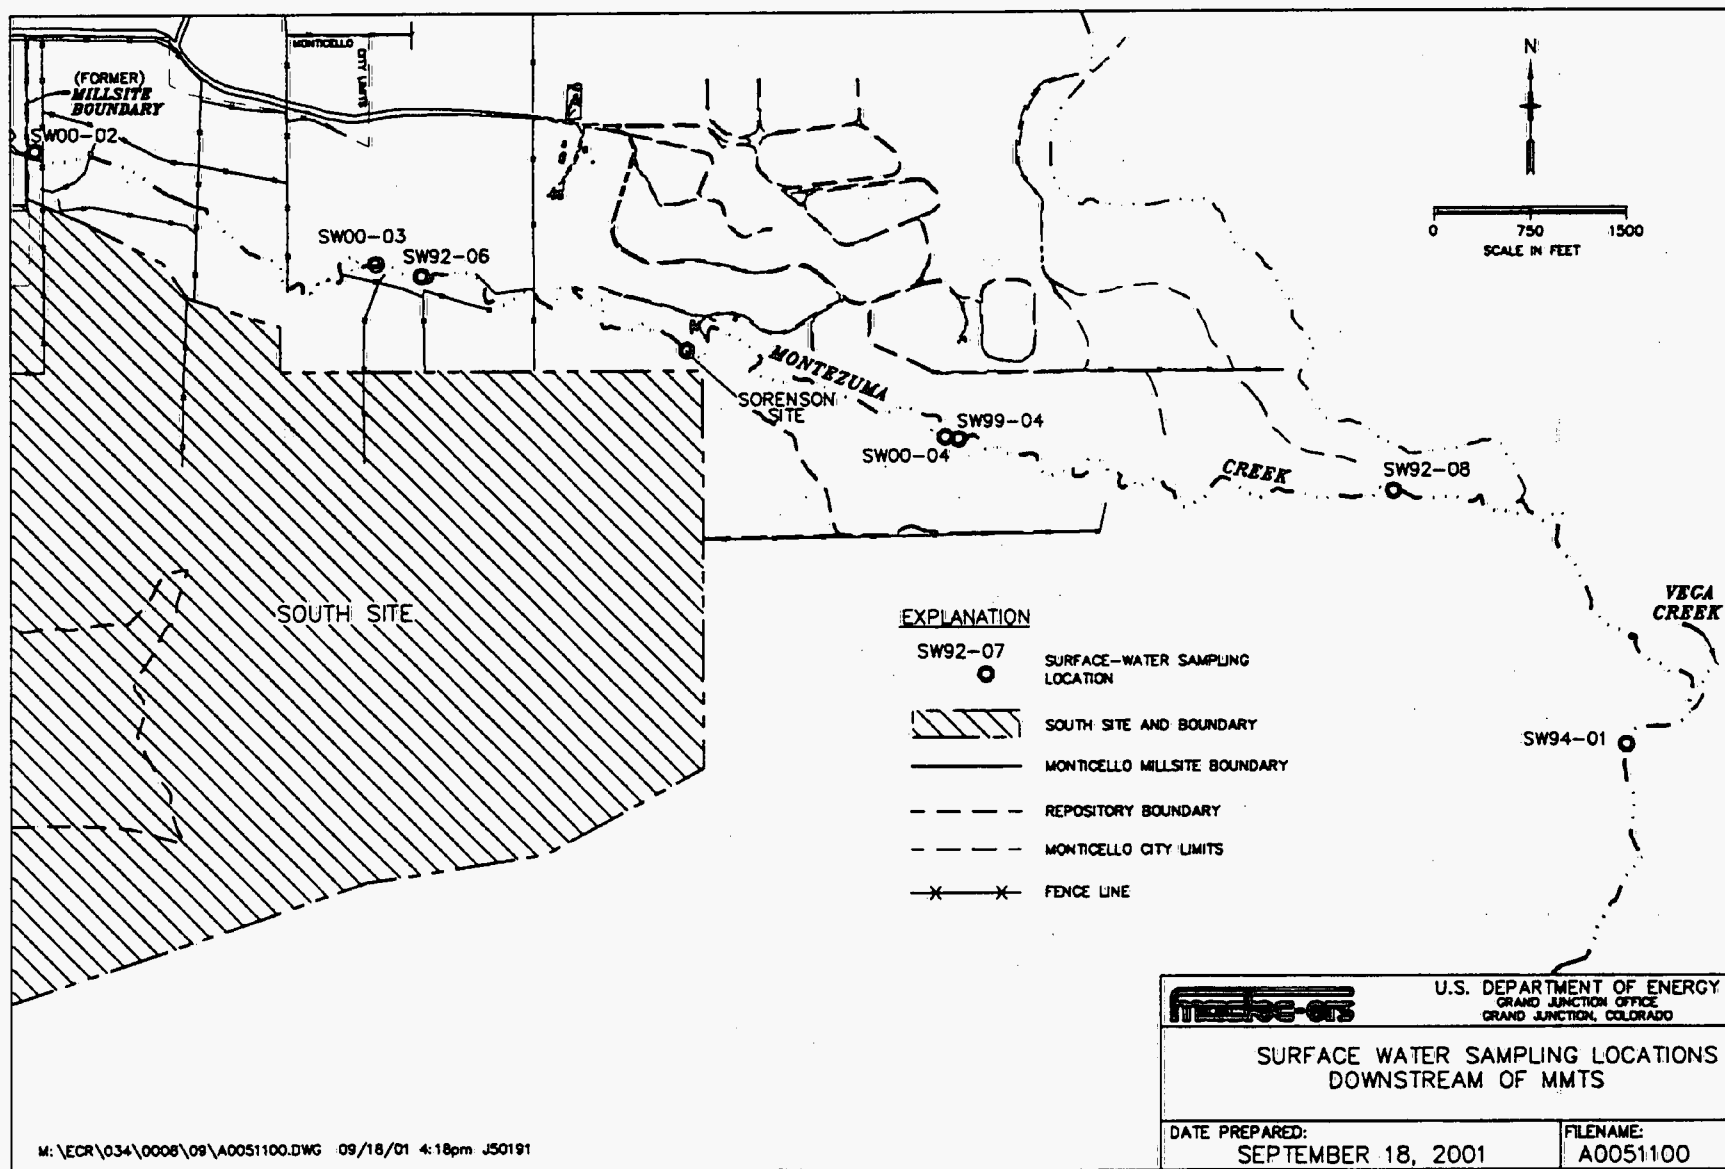 MONTICELLO
CITY LIMITS
(FORMER)
MILLSITE
BOUNDARY
SW00-02
N
0 750 1500
SCALE IN FEET
SW00-03
SW92-06
MONTEZUMA
SORENSON
SITE
SW99-04
SW00-04
CREEK
SW92-08
SOUTH SITE
VEGA
CREEK
SW94-01
EXPLANATION
SW92-07
SURFACE-WATER SAMPLING
LOCATION
SOUTH SITE AND BOUNDARY
MONTICELLO MILLSITE BOUNDARY
REPOSITORY BOUNDARY
MONTICELLO CITY LIMITS
FENCE LINE
U.S. DEPARTMENT OF ENERGY
GRAND JUNCTION OFFICE
GRAND JUNCTION, COLORADO
SURFACE WATER SAMPLING LOCATIONS
DOWNSTREAM OF MMTS
DATE PREPARED:
SEPTEMBER 18, 2001
FILENAME:
A0051100
M:\ECR\034\0008\09\A0051100.DWG 09/18/01 4:18pm J50191